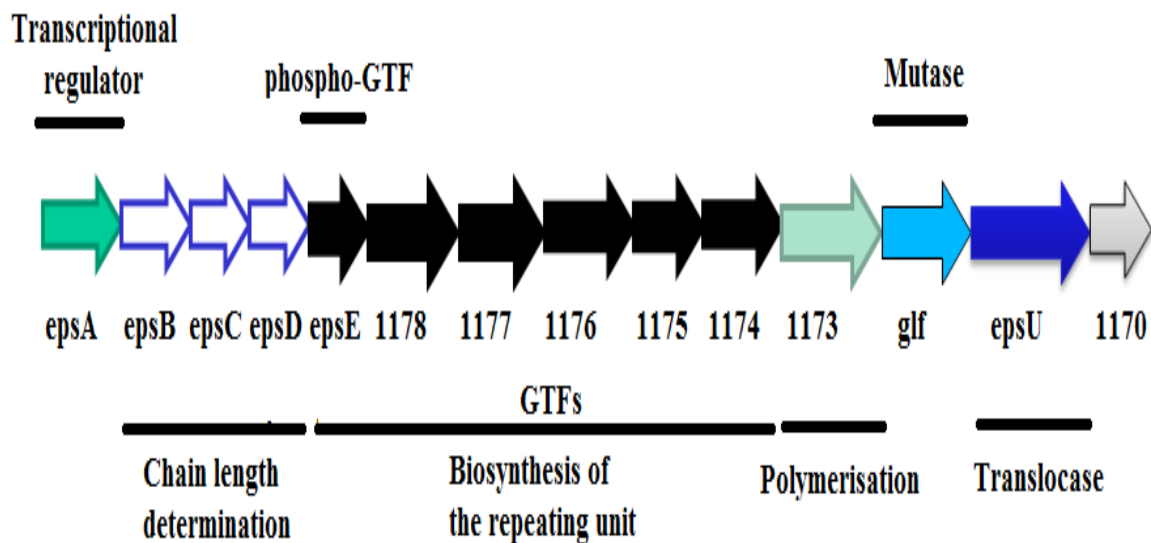 Transcriptional
regulator
phospho-GTF
Mutase
epsA epsB epsC epsD epsE 1178 1177 1176 1175 1174 1173 glf epsU 1170
GTFs
Chain length
determination
Biosynthesis of
the repeating unit
Polymerisation
Translocase